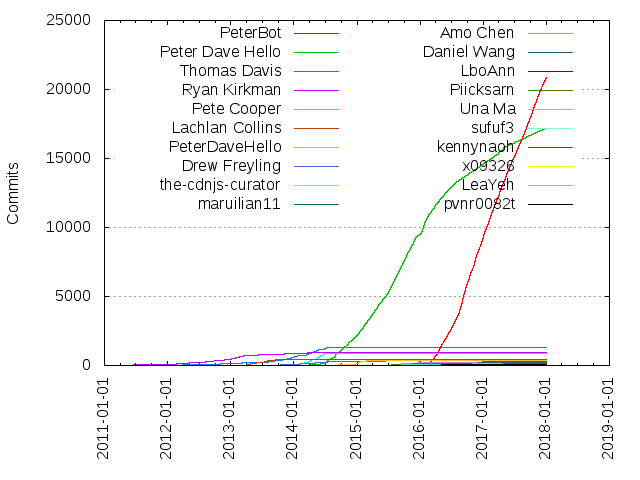 25000
20000
15000
10000
5000
0
Commits
PeterBot
Peter Dave Hello
Thomas Davis
Ryan Kirkman
Pete Cooper
Lachlan Collins
PeterDaveHello
Drew Freyling
the-cdnjs-curator
maruilian11
Amo Chen
Daniel Wang
LboAnn
Piicksarn
Una Ma
sufuf3
kennynaoh
x09326
LeaYeh
pvnr0082t
2011-01-01
2012-01-01
2013-01-01
2014-01-01
2015-01-01
2016-01-01
2017-01-01
2018-01-01
2019-01-01